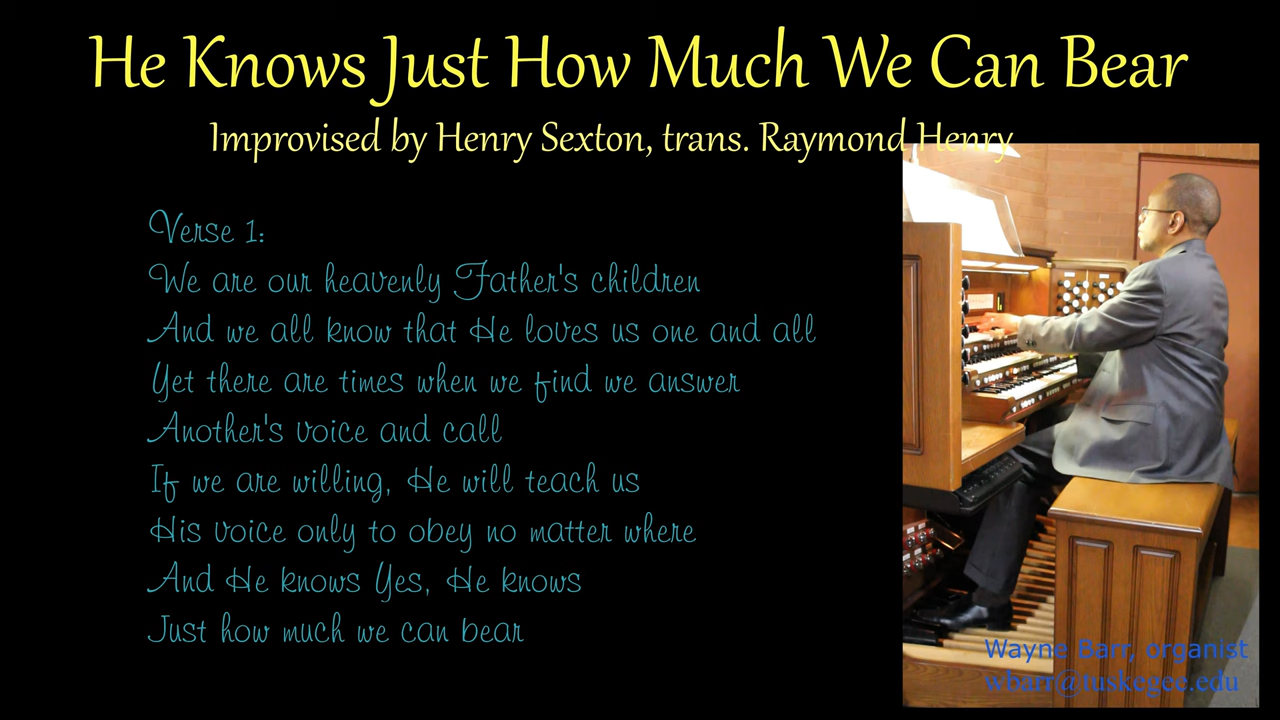 He Knows Just How Much We Can Bear
Improvised by Henry Sexton, trans. Raymond Henry
Verse 1:
We are our heavenly Father's children
And we all know that He loves us one and all
Yet there are times when we find we answer
Another's voice and call
If we are willing, He will teach us
His voice only to obey no matter where
And He knows Yes, He knows
Just how much we can bear
Wayne Barr, organist
wbarr@tuskegee.edu